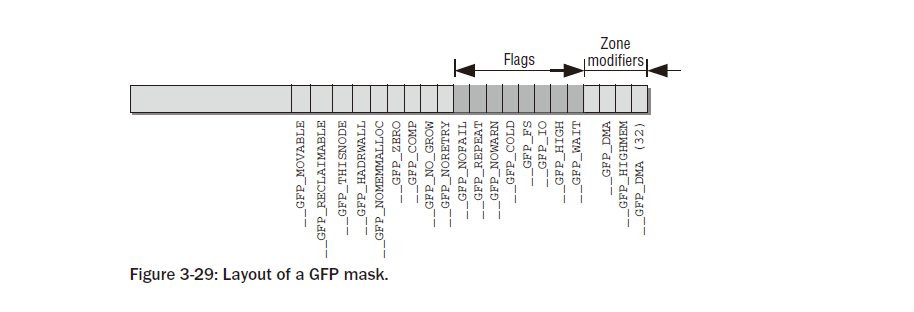 Zone
Flags
modifiers
__GFP_MOVABLE
__GFP_RECLAIMABLE
__GFP_THISNODE
__GFP_HADRWALL
__GFP_NOMEMMALLOC
__GFP_ZERO
__GFP_COMP
__GFP_NO_GROW
__GFP_NORETRY
__GFP_NOFAIL
__GFP_REPEAT
__GFP_NOWARN
__GFP_COLD
__GFP_FS
__GFP_IO
__GFP_HIGH
__GFP_WAIT
__GFP_DMA
__GFP_HIGHMEM
__GFP_DMA (32)
Figure 3-29: Layout of a GFP mask.